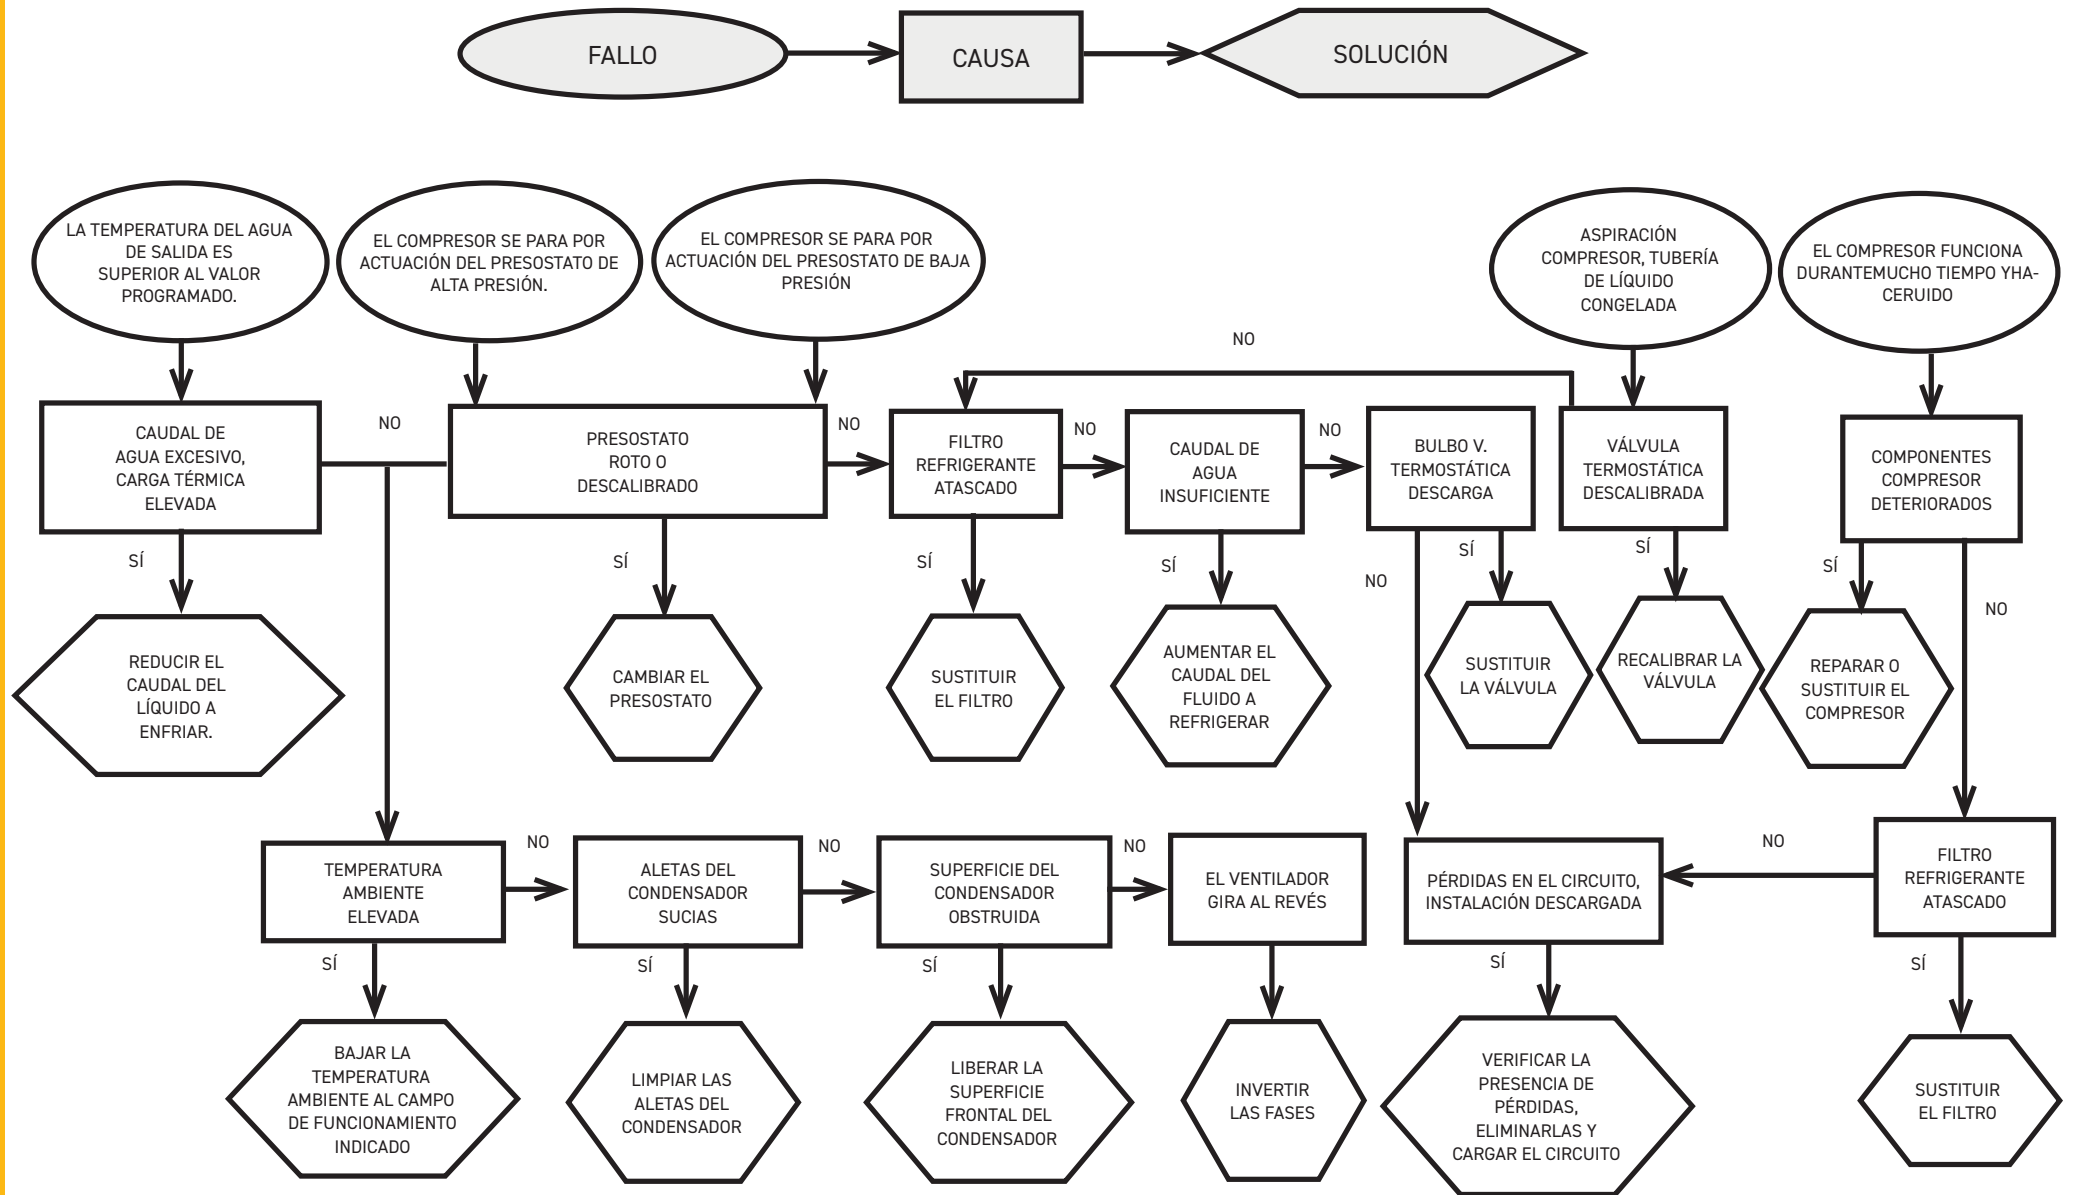 FALLO
CAUSA
SOLUCIÓN
LA TEMPERATURA DEL AGUA
DE SALIDA ES
SUPERIOR AL VALOR
PROGRAMADO.
EL COMPRESOR SE PARA POR
ACTUACIÓN DEL PRESOSTATO DE
ALTA PRESIÓN.
EL COMPRESOR SE PARA POR
ACTUACIÓN DEL PRESOSTATO DE BAJA
PRESIÓN
ASPIRACIÓN
COMPRESOR, TUBERÍA
DE LÍQUIDO
CONGELADA
EL COMPRESOR FUNCIONA
DURANTEMUCHO TIEMPO YHA-
CERUIDO
NO
CAUDAL DE
AGUA EXCESIVO,
CARGA TÉRMICA
ELEVADA
NO
PRESOSTATO
ROTO O
DESCALIBRADO
NO
FILTRO
REFRIGERANTE
ATASCADO
NO
CAUDAL DE
AGUA
INSUFICIENTE
NO
BULBO V.
TERMOSTÁTICA
DESCARGA
VÁLVULA
TERMOSTÁTICA
DESCALIBRADA
COMPONENTES
COMPRESOR
DETERIORADOS
SÍ
SÍ
SÍ
SÍ
NO
SÍ
SÍ
SÍ
NO
REDUCIR EL
CAUDAL DEL
LÍQUIDO A
ENFRIAR.
CAMBIAR EL
PRESOSTATO
SUSTITUIR
EL FILTRO
AUMENTAR EL
CAUDAL DEL
FLUIDO A
REFRIGERAR
SUSTITUIR
LA VÁLVULA
RECALIBRAR LA
VÁLVULA
REPARAR O
SUSTITUIR EL
COMPRESOR
TEMPERATURA
AMBIENTE
ELEVADA
NO
ALETAS DEL
CONDENSADOR
SUCIAS
NO
SUPERFICIE DEL
CONDENSADOR
OBSTRUIDA
NO
EL VENTILADOR
GIRA AL REVÉS
PÉRDIDAS EN EL CIRCUITO,
INSTALACIÓN DESCARGADA
NO
FILTRO
REFRIGERANTE
ATASCADO
SÍ
SÍ
SÍ
SÍ
SÍ
BAJAR LA
TEMPERATURA
AMBIENTE AL CAMPO
DE FUNCIONAMIENTO
INDICADO
LIMPIAR LAS
ALETAS DEL
CONDENSADOR
LIBERAR LA
SUPERFICIE
FRONTAL DEL
CONDENSADOR
INVERTIR
LAS FASES
VERIFICAR LA
PRESENCIA DE
PÉRDIDAS,
ELIMINARLAS Y
CARGAR EL CIRCUITO
SUSTITUIR
EL FILTRO